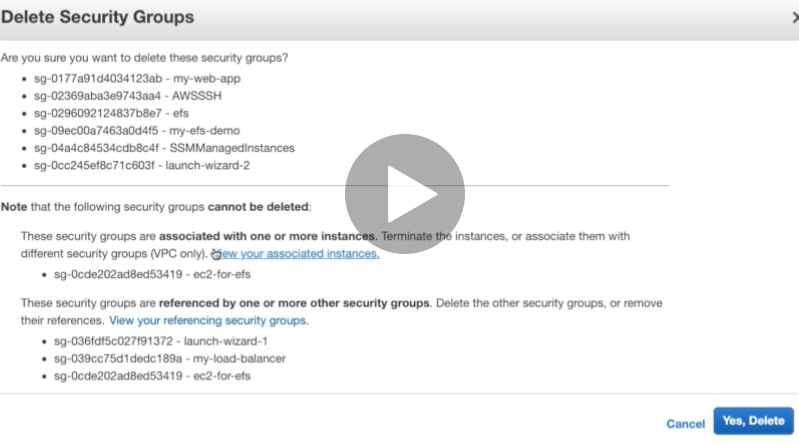 Delete Security Groups
Are you sure you want to delete these security groups?
• sg-0177a91d4034123ab - my-web-app
• sg-02369aba3e9743aa4 - AWSSSH
• sg-0296092124837b8e7 - efs
• sg-09ec00a7463a0d4f5 - my-efs-demo
• sg-04a4c84534cdb8c4f - SSMManagedInstances
• sg-0cc245ef8c71c603f - launch-wizard-2
Note that the following security groups cannot be deleted:
These security groups are associated with one or more instances. Terminate the instances, or associate them with
different security groups (VPC only). View your associated instances.
• sg-0cde202ad8ed53419 - ec2-for-efs
These security groups are referenced by one or more other security groups. Delete the other security groups, or remove
their references. View your referencing security groups.
• sg-036fdf5c027f91372 - launch-wizard-1
• sg-039cc75d1dedc189a - my-load-balancer
• sg-0cde202ad8ed53419 - ec2-for-efs
Cancel
Yes, Delete